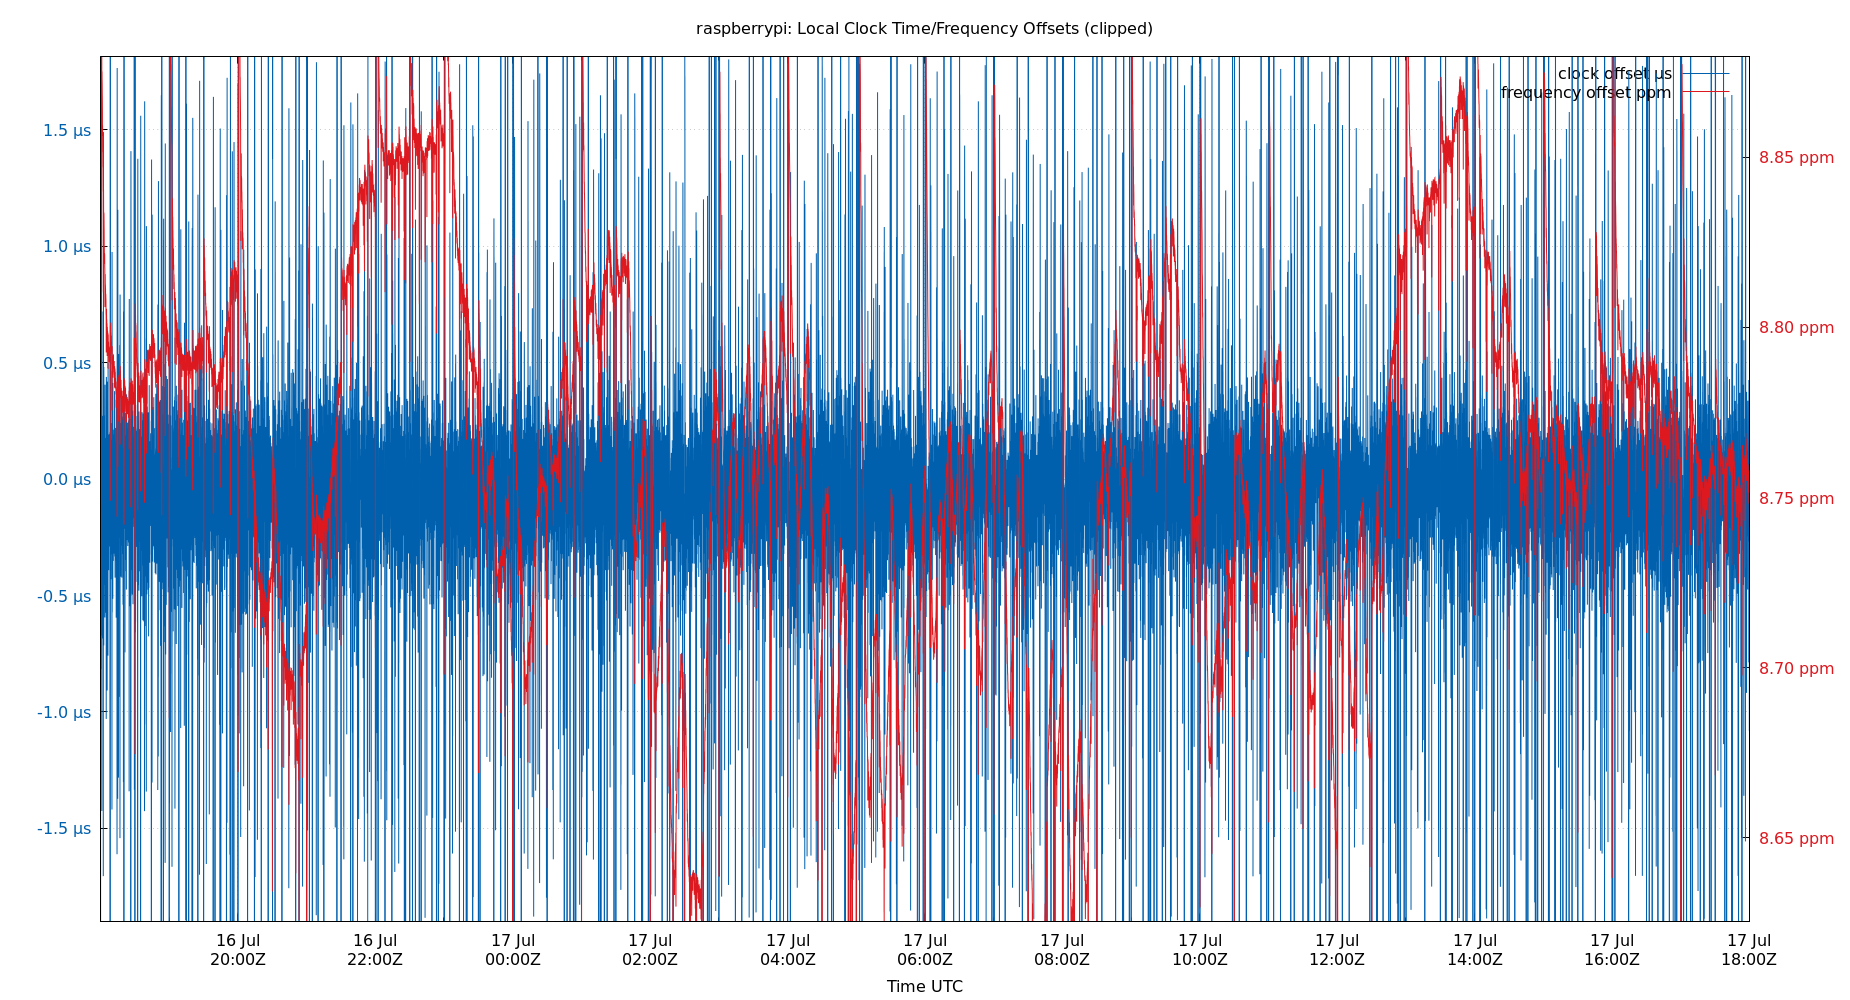 raspberrypi: Local Clock Time/Frequency Offsets (clipped)
clock offset µs
frequency offset ppm
1.5 µs
1.0 µs
0.5 µs
0.0 µs
-0.5 µs
-1.0 µs
-1.5 µs
8.85 ppm
8.80 ppm
8.75 ppm
8.70 ppm
8.65 ppm
16 Jul 16 Jul 17 Jul 17 Jul 17 Jul 17 Jul 17 Jul 17 Jul 17 Jul 17 Jul 17 Jul 17 Jul
20:00Z 22:00Z 00:00Z 02:00Z 04:00Z 06:00Z 08:00Z 10:00Z 12:00Z 14:00Z 16:00Z 18:00Z
Time UTC